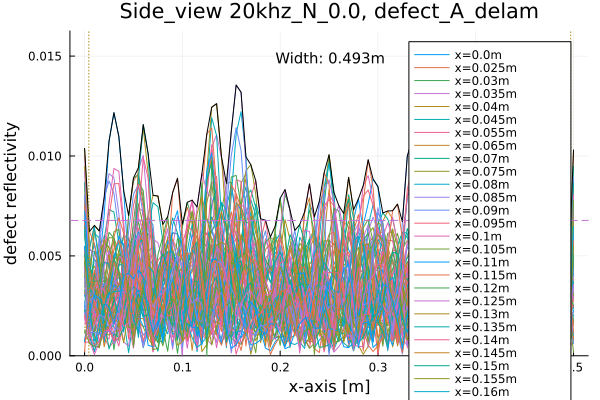 Side_view 20khz_N_0.0, defect_A_delam
Width: 0.493m
defect reflectivity
0.015
0.010
0.005
0.000
0.0
0.1
0.2
0.3
.5
x-axis [m]
x=0.0m
x=0.025m
x=0.03m
x=0.035m
x=0.04m
x=0.045m
x=0.055m
x=0.065m
x=0.07m
x=0.075m
x=0.08m
x=0.085m
x=0.09m
x=0.095m
x=0.1m
x=0.105m
x=0.11m
x=0.115m
x=0.12m
x=0.125m
x=0.13m
x=0.135m
x=0.14m
x=0.145m
x=0.15m
x=0.155m
x=0.16m